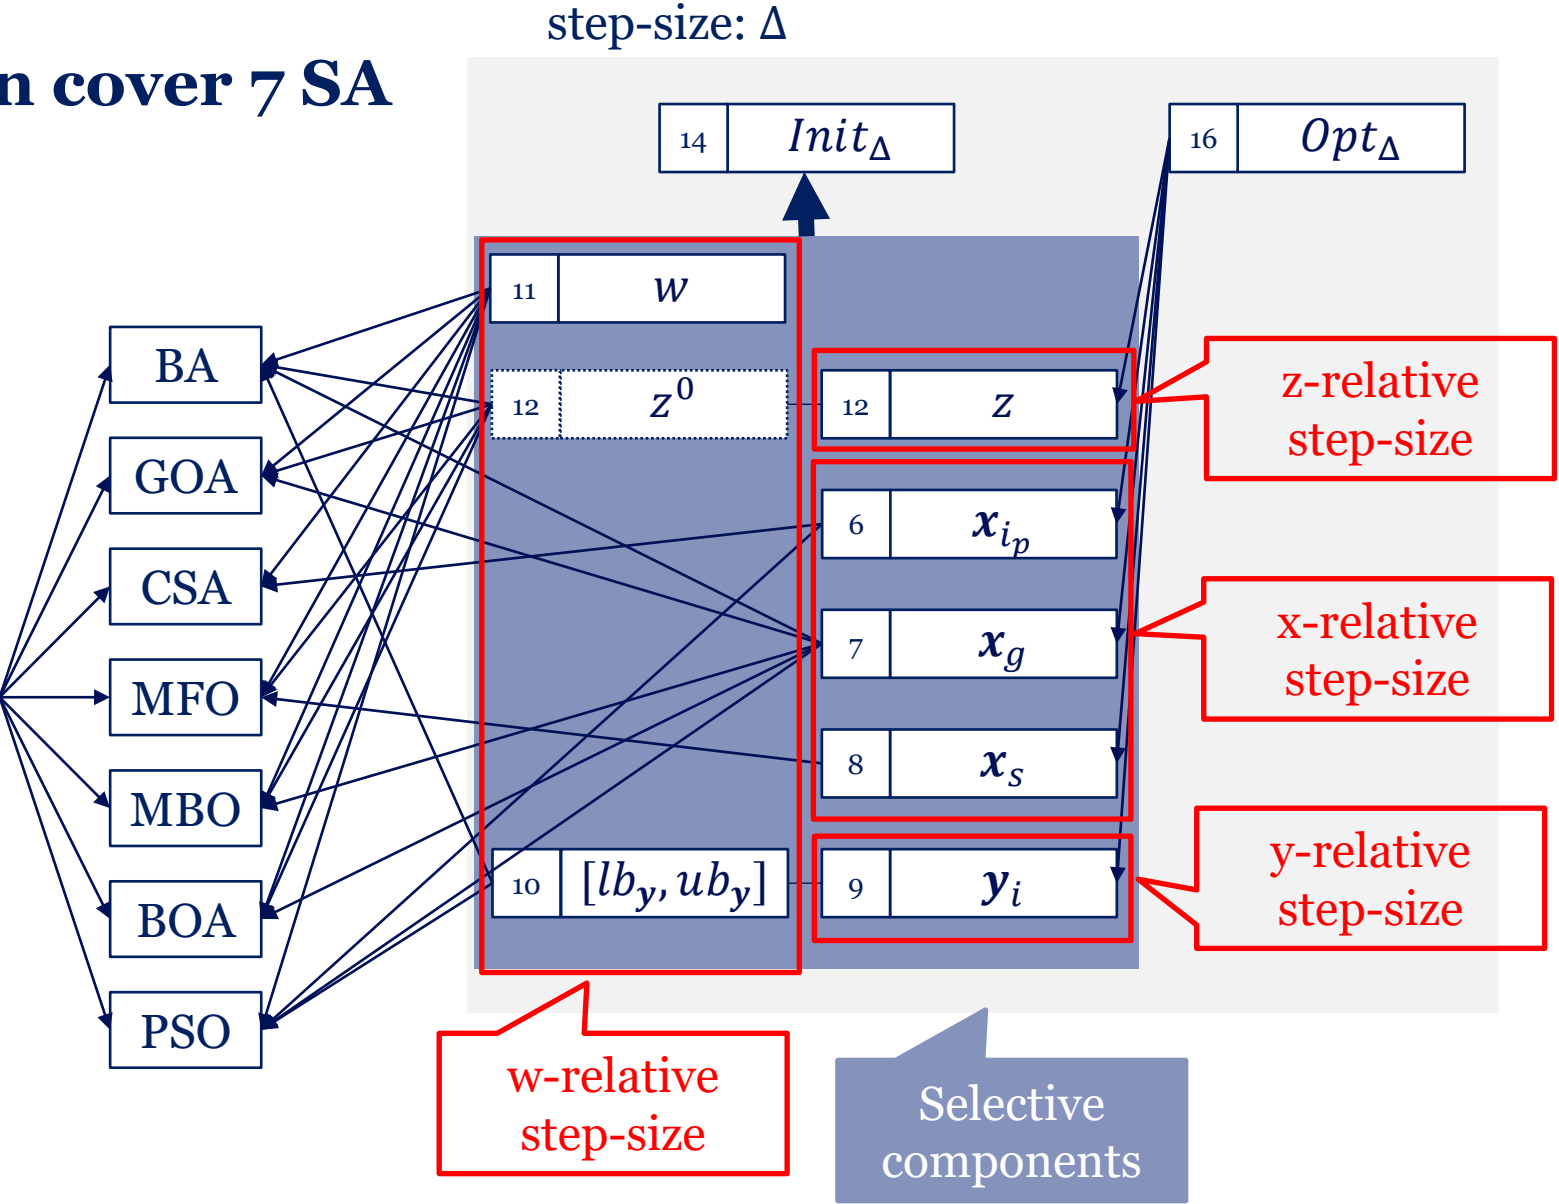 step-size: Δ
n cover 7 SA
14 Init_Δ
16 Opt_Δ
11 w
12 z^0
12 z
z-relative
step-size
BA
GOA
6 x_{i_p}
CSA
7 x_g
x-relative
step-size
MFO
8 x_s
MBO
10 [lb_y, ub_y]
9 y_i
y-relative
step-size
BOA
PSO
w-relative
step-size
Selective
components